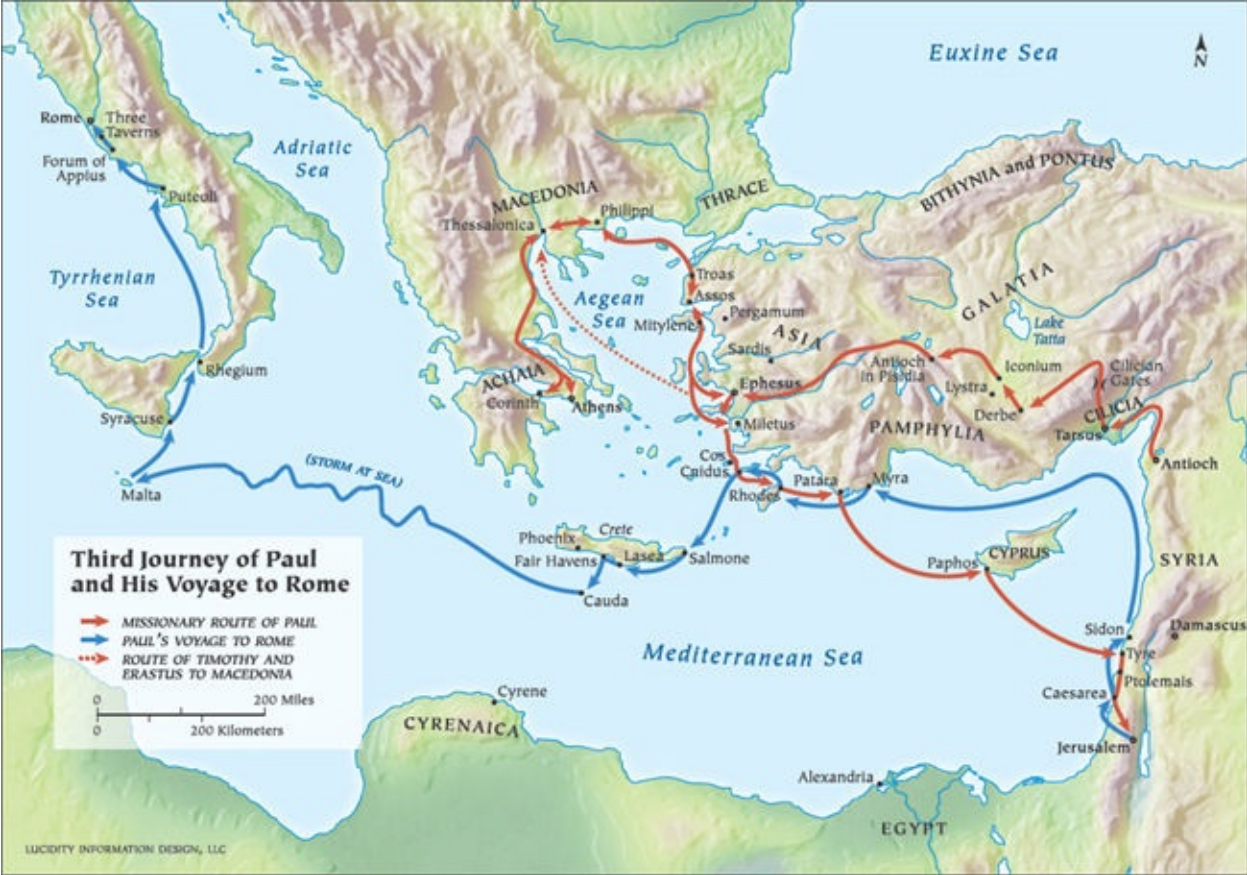 Euxine Sea
N
Rome
Three
Taverns
Adriatic
Sea
Forum of
Appius
Puteoli
MACEDONIA
THRACE
BITHYNIA and PONTUS
Thessalonica
Philippi
Tyrrhenian
Sea
Troas
Aegean
Sea
Assos
Pergamum
Mitylene
ASIA
GALATIA
Lake
Tatta
Sardis
Antioch
in Pisidia
Iconium
Cilician
Gates
Rhegium
ACHAIA
Corinth
Athens
Ephesus
Lystra
Derbe
CILICIA
Tarsus
Syracuse
Miletus
PAMPHYLIA
Antioch
Cos
Cnidus
(STORM AT SEA)
Malta
Rhodes
Patara
Myra
Crete
Phoenix
Fair Havens
Lasea
Salmone
Paphos
CYPRUS
SYRIA
Cauda
Third Journey of Paul
and His Voyage to Rome
MISSIONARY ROUTE OF PAUL
PAUL'S VOYAGE TO ROME
ROUTE OF TIMOTHY AND
ERASTUS TO MACEDONIA
0 200 Miles
0 200 Kilometers
Mediterranean Sea
Sidon
Damascus
Tyre
Ptolemais
Caesarea
Jerusalem
Cyrene
CYRENAICA
Alexandria
EGYPT
LUCIDITY INFORMATION DESIGN, LLC